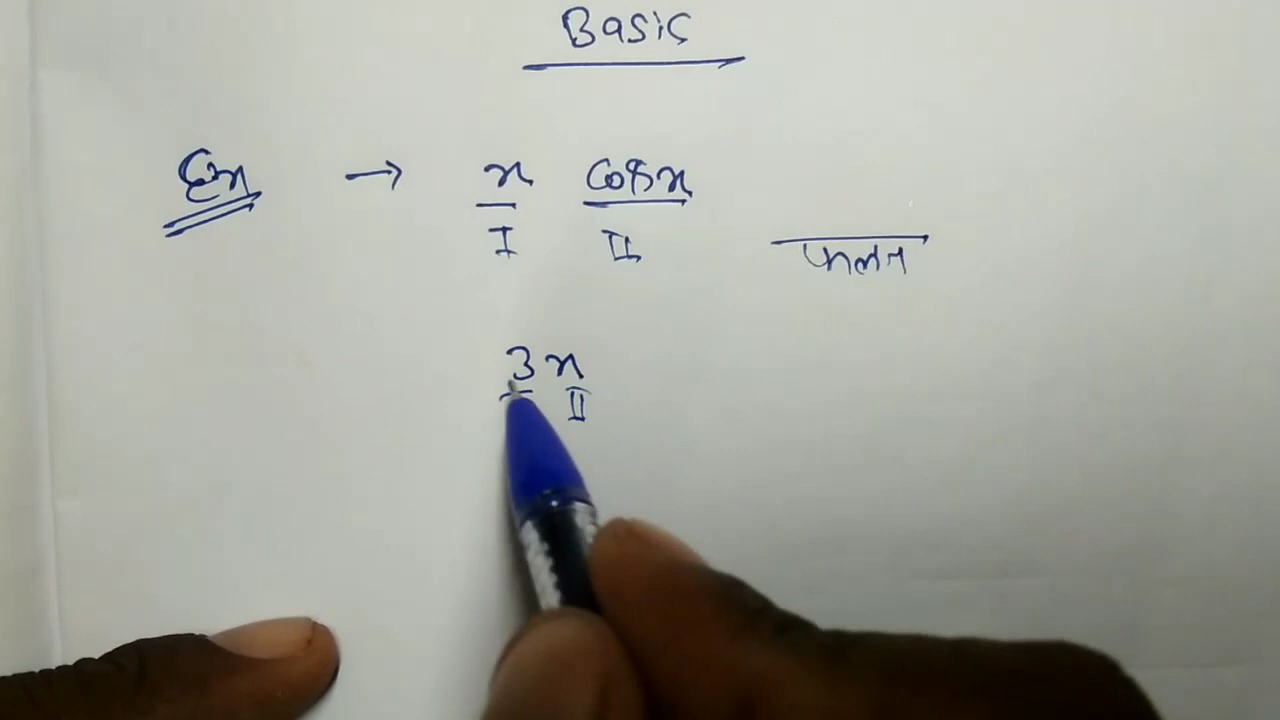 Basic
Ex → x cosx
I II
फलन
3x
II